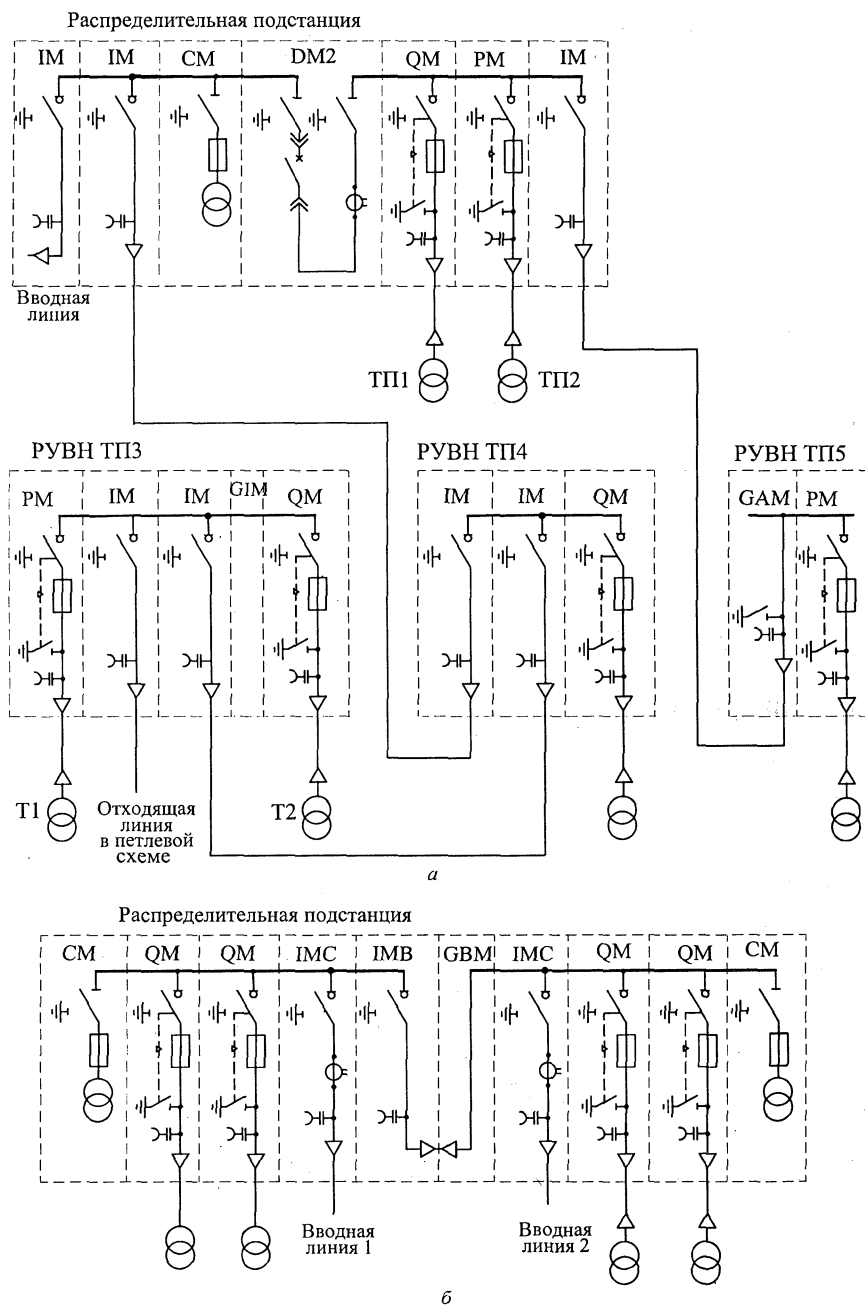 Распределительная подстанция
IM IM CM DM2 QM PM IM
Вводная
линия
ТП1 ТП2
РУВН ТП3 РУВН ТП4 РУВН ТП5
PM IM IM GIM QM IM IM QM GAM PM
Т1
Отходящая
линия
в петлевой
схеме
Т2
а
Распределительная подстанция
CM QM QM IMC IMB GBM IMC QM QM CM
Вводная
линия 1
Вводная
линия 2
б